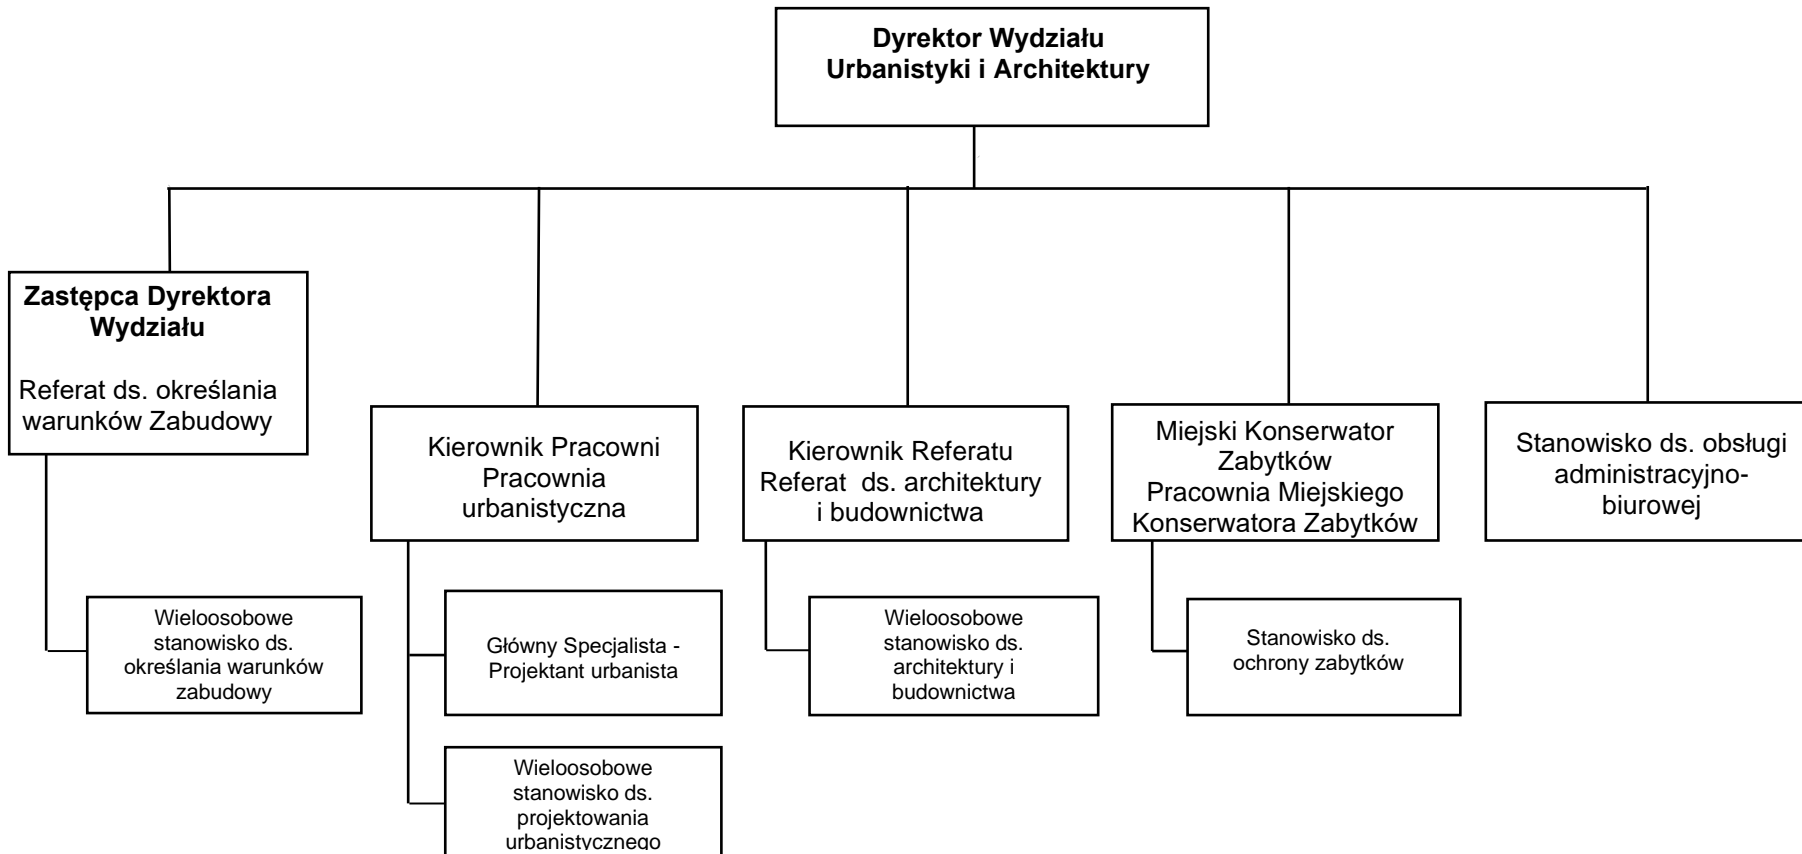 Dyrektor Wydziału
Urbanistyki i Architektury
Zastępca Dyrektora
Wydziału
Referat ds. określania
warunków Zabudowy
Kierownik Pracowni
Pracownia
urbanistyczna
Kierownik Referatu
Referat ds. architektury
i budownictwa
Miejski Konserwator
Zabytków
Pracownia Miejskiego
Konserwatora Zabytków
Stanowisko ds. obsługi
administracyjno-
biurowej
Wieloosobowe
stanowisko ds.
określania warunków
zabudowy
Główny Specjalista -
Projektant urbanista
Wieloosobowe
stanowisko ds.
architektury i
budownictwa
Stanowisko ds.
ochrony zabytków
Wieloosobowe
stanowisko ds.
projektowania
urbanistycznego